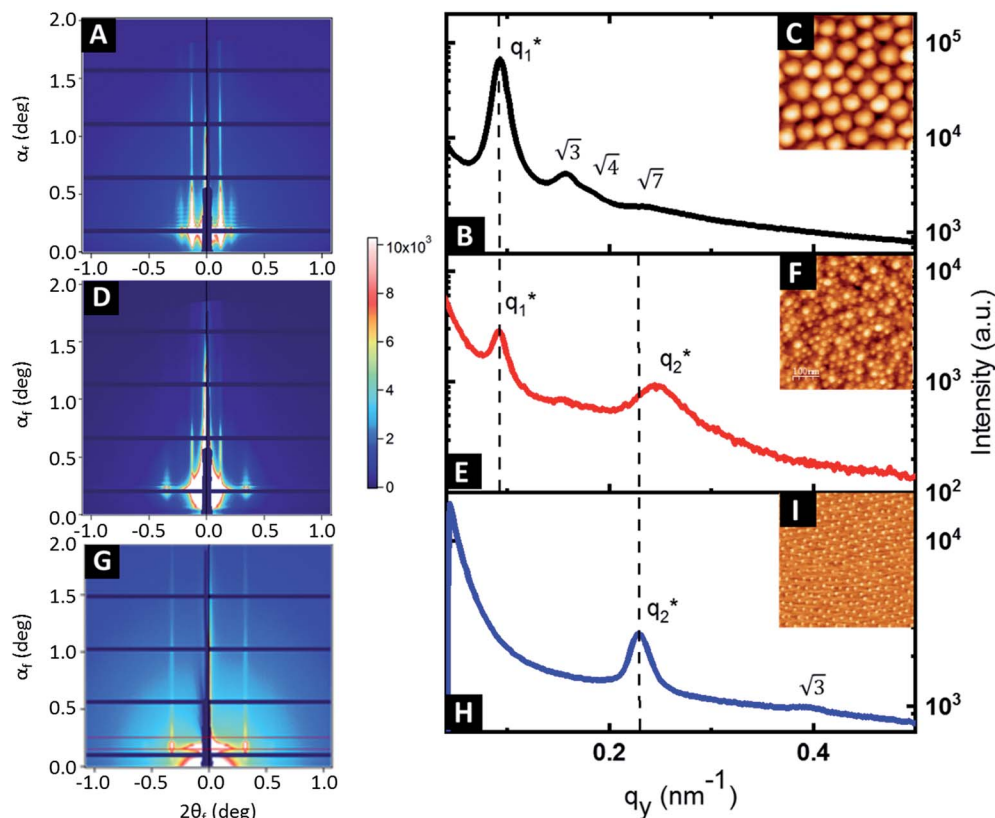 A
2.0
1.5
1.0
0.5
0.0
α_f (deg)
-1.0
-0.5
0.0
0.5
1.0
D
2.0
1.5
1.0
0.5
0.0
α_f (deg)
-1.0
-0.5
0.0
0.5
1.0
G
2.0
1.5
1.0
0.5
0.0
α_f (deg)
-1.0
-0.5
0.0
0.5
1.0
2θ_f (deg)
10x10³
8
6
4
2
0
B
q₁*
√3
√4
√7
C
10⁵
10⁴
10³
E
q₁*
q₂*
F
100nm
10⁴
10³
10²
H
q₂*
√3
I
10⁴
10³
Intensity (a.u.)
0.2
0.4
q_y (nm⁻¹)